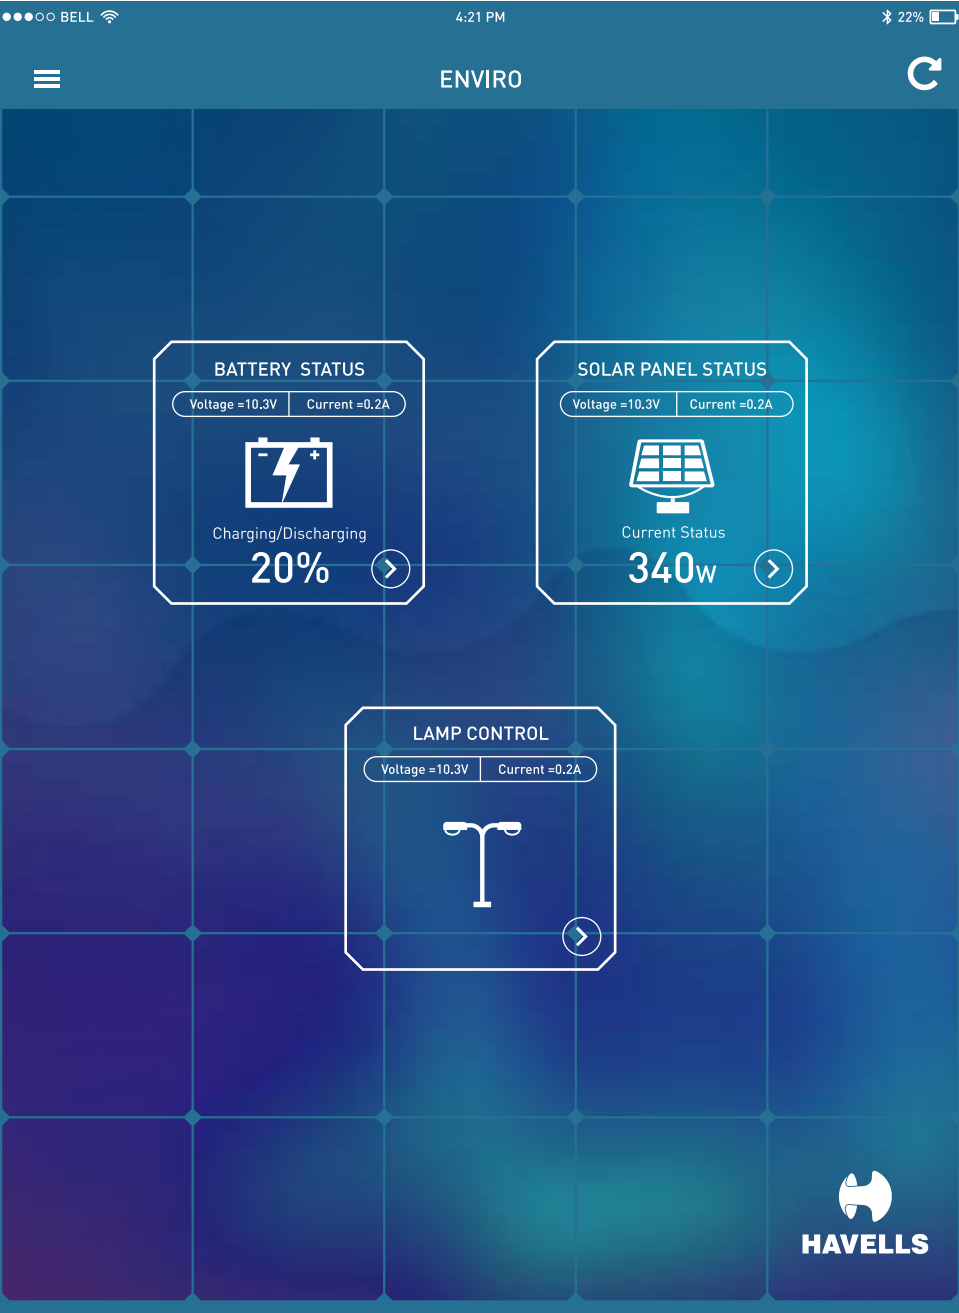 BELL
4:21 PM
22%
ENVIRO
BATTERY STATUS
Voltage =10.3V
Current =0.2A
Charging/Discharging
20%
SOLAR PANEL STATUS
Voltage =10.3V
Current =0.2A
Current Status
340W
LAMP CONTROL
Voltage =10.3V
Current =0.2A
HAVELLS